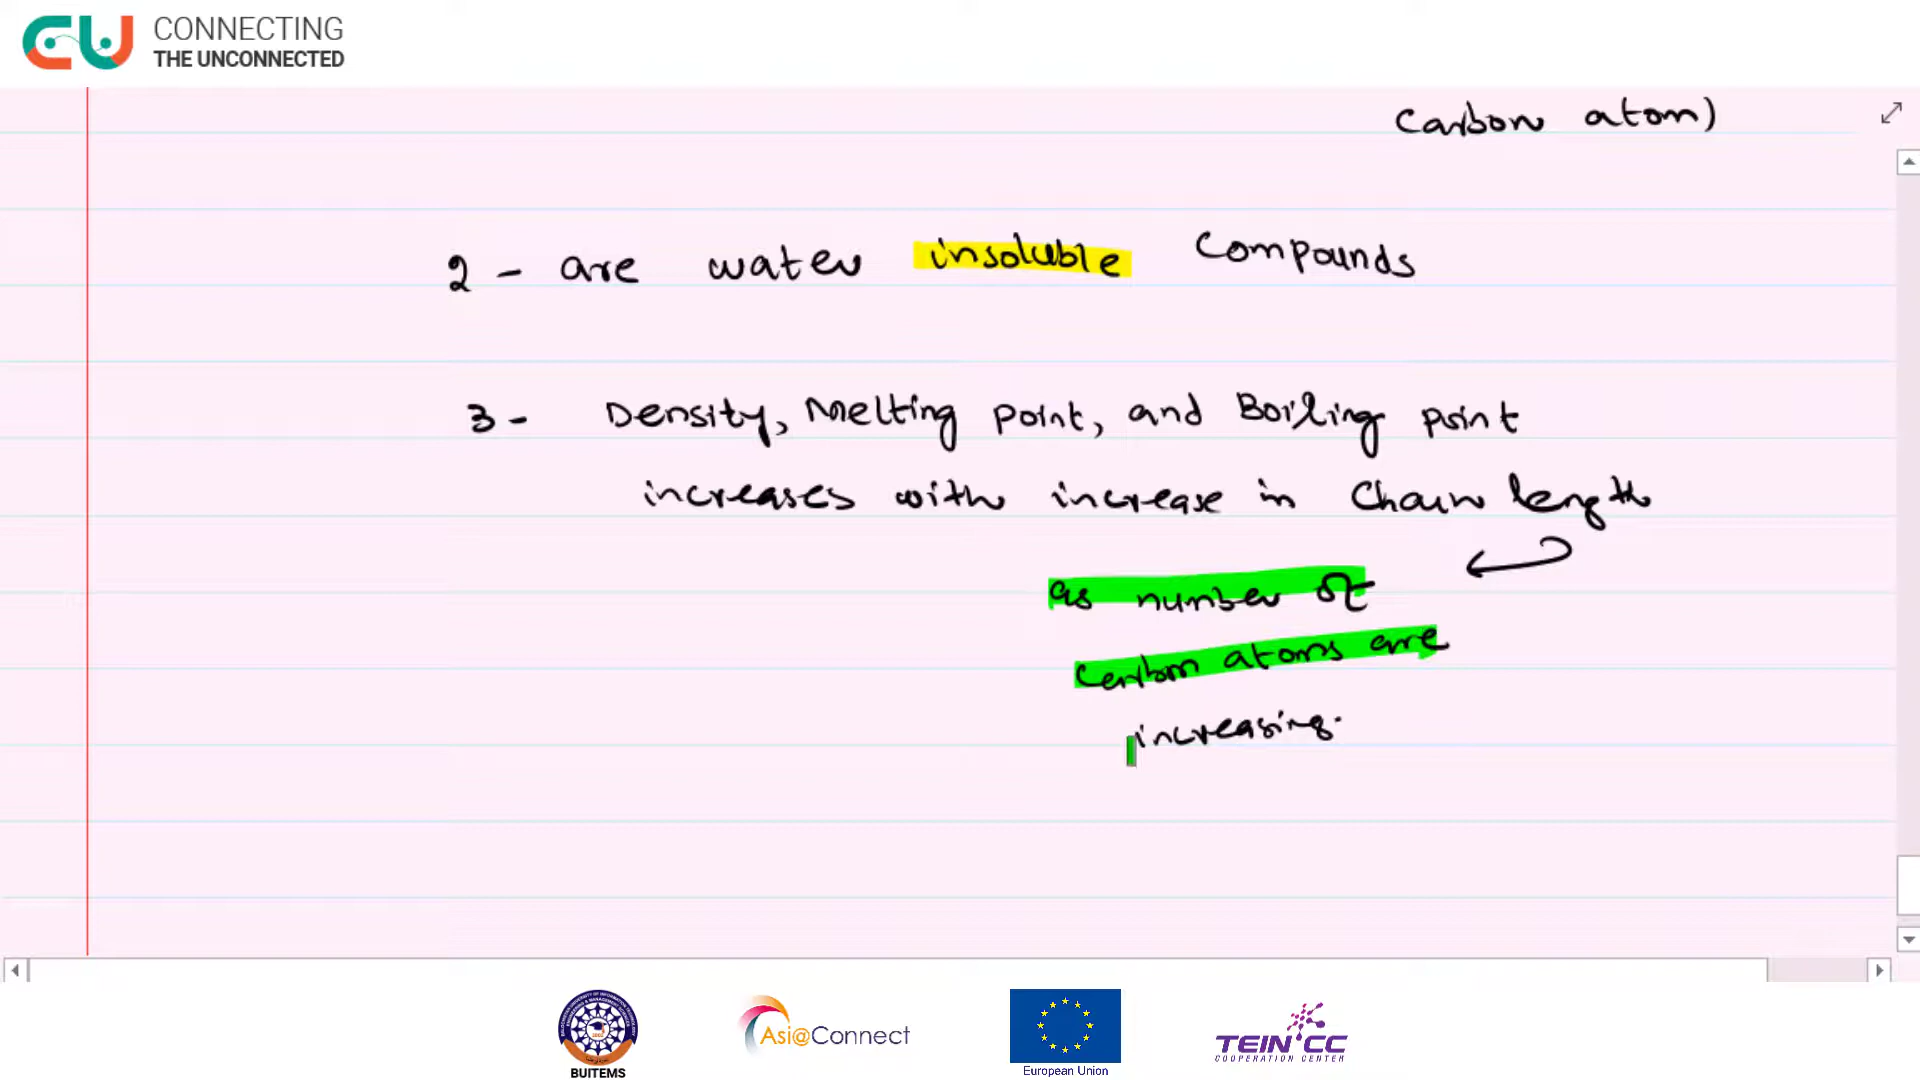 CONNECTING
THE UNCONNECTED
Carbon atom)
2 - are water insoluble Compounds
3 - Density, Melting point, and Boiling point
increases with increase in Chain length
as number of
Carbon atoms are
increasing.
BUITEMS
Asi@Connect
European Union
TEIN*CC
COOPERATION CENTER